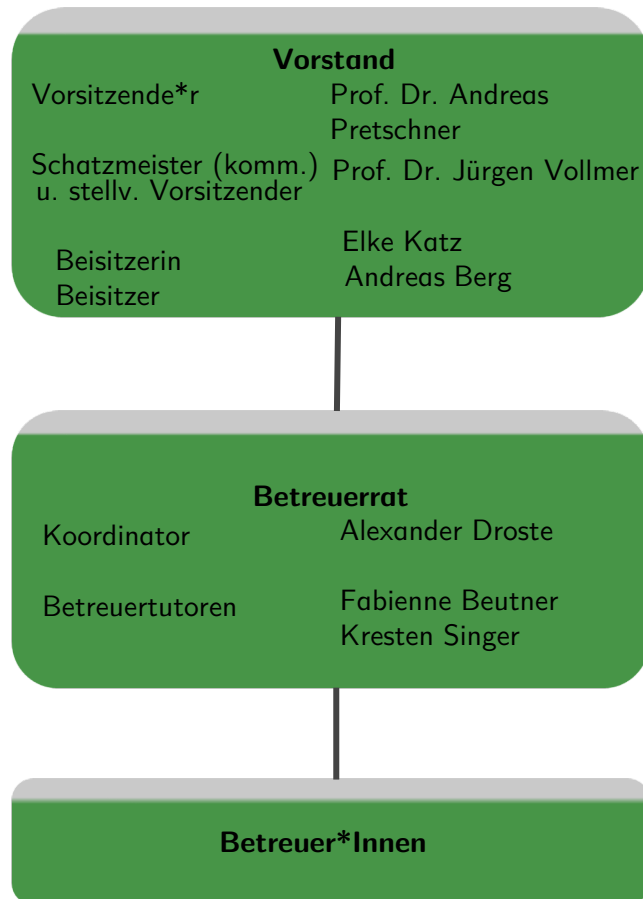 Vorstand
Vorsitzende*r Prof. Dr. Andreas
Pretschner
Schatzmeister (komm.) Prof. Dr. Jürgen Vollmer
u. stellv. Vorsitzender
Elke Katz
Beisitzerin
Andreas Berg
Beisitzer
Betreuerrat
Koordinator Alexander Droste
Betreuertutoren Fabienne Beutner
Kresten Singer
Betreuer*Innen